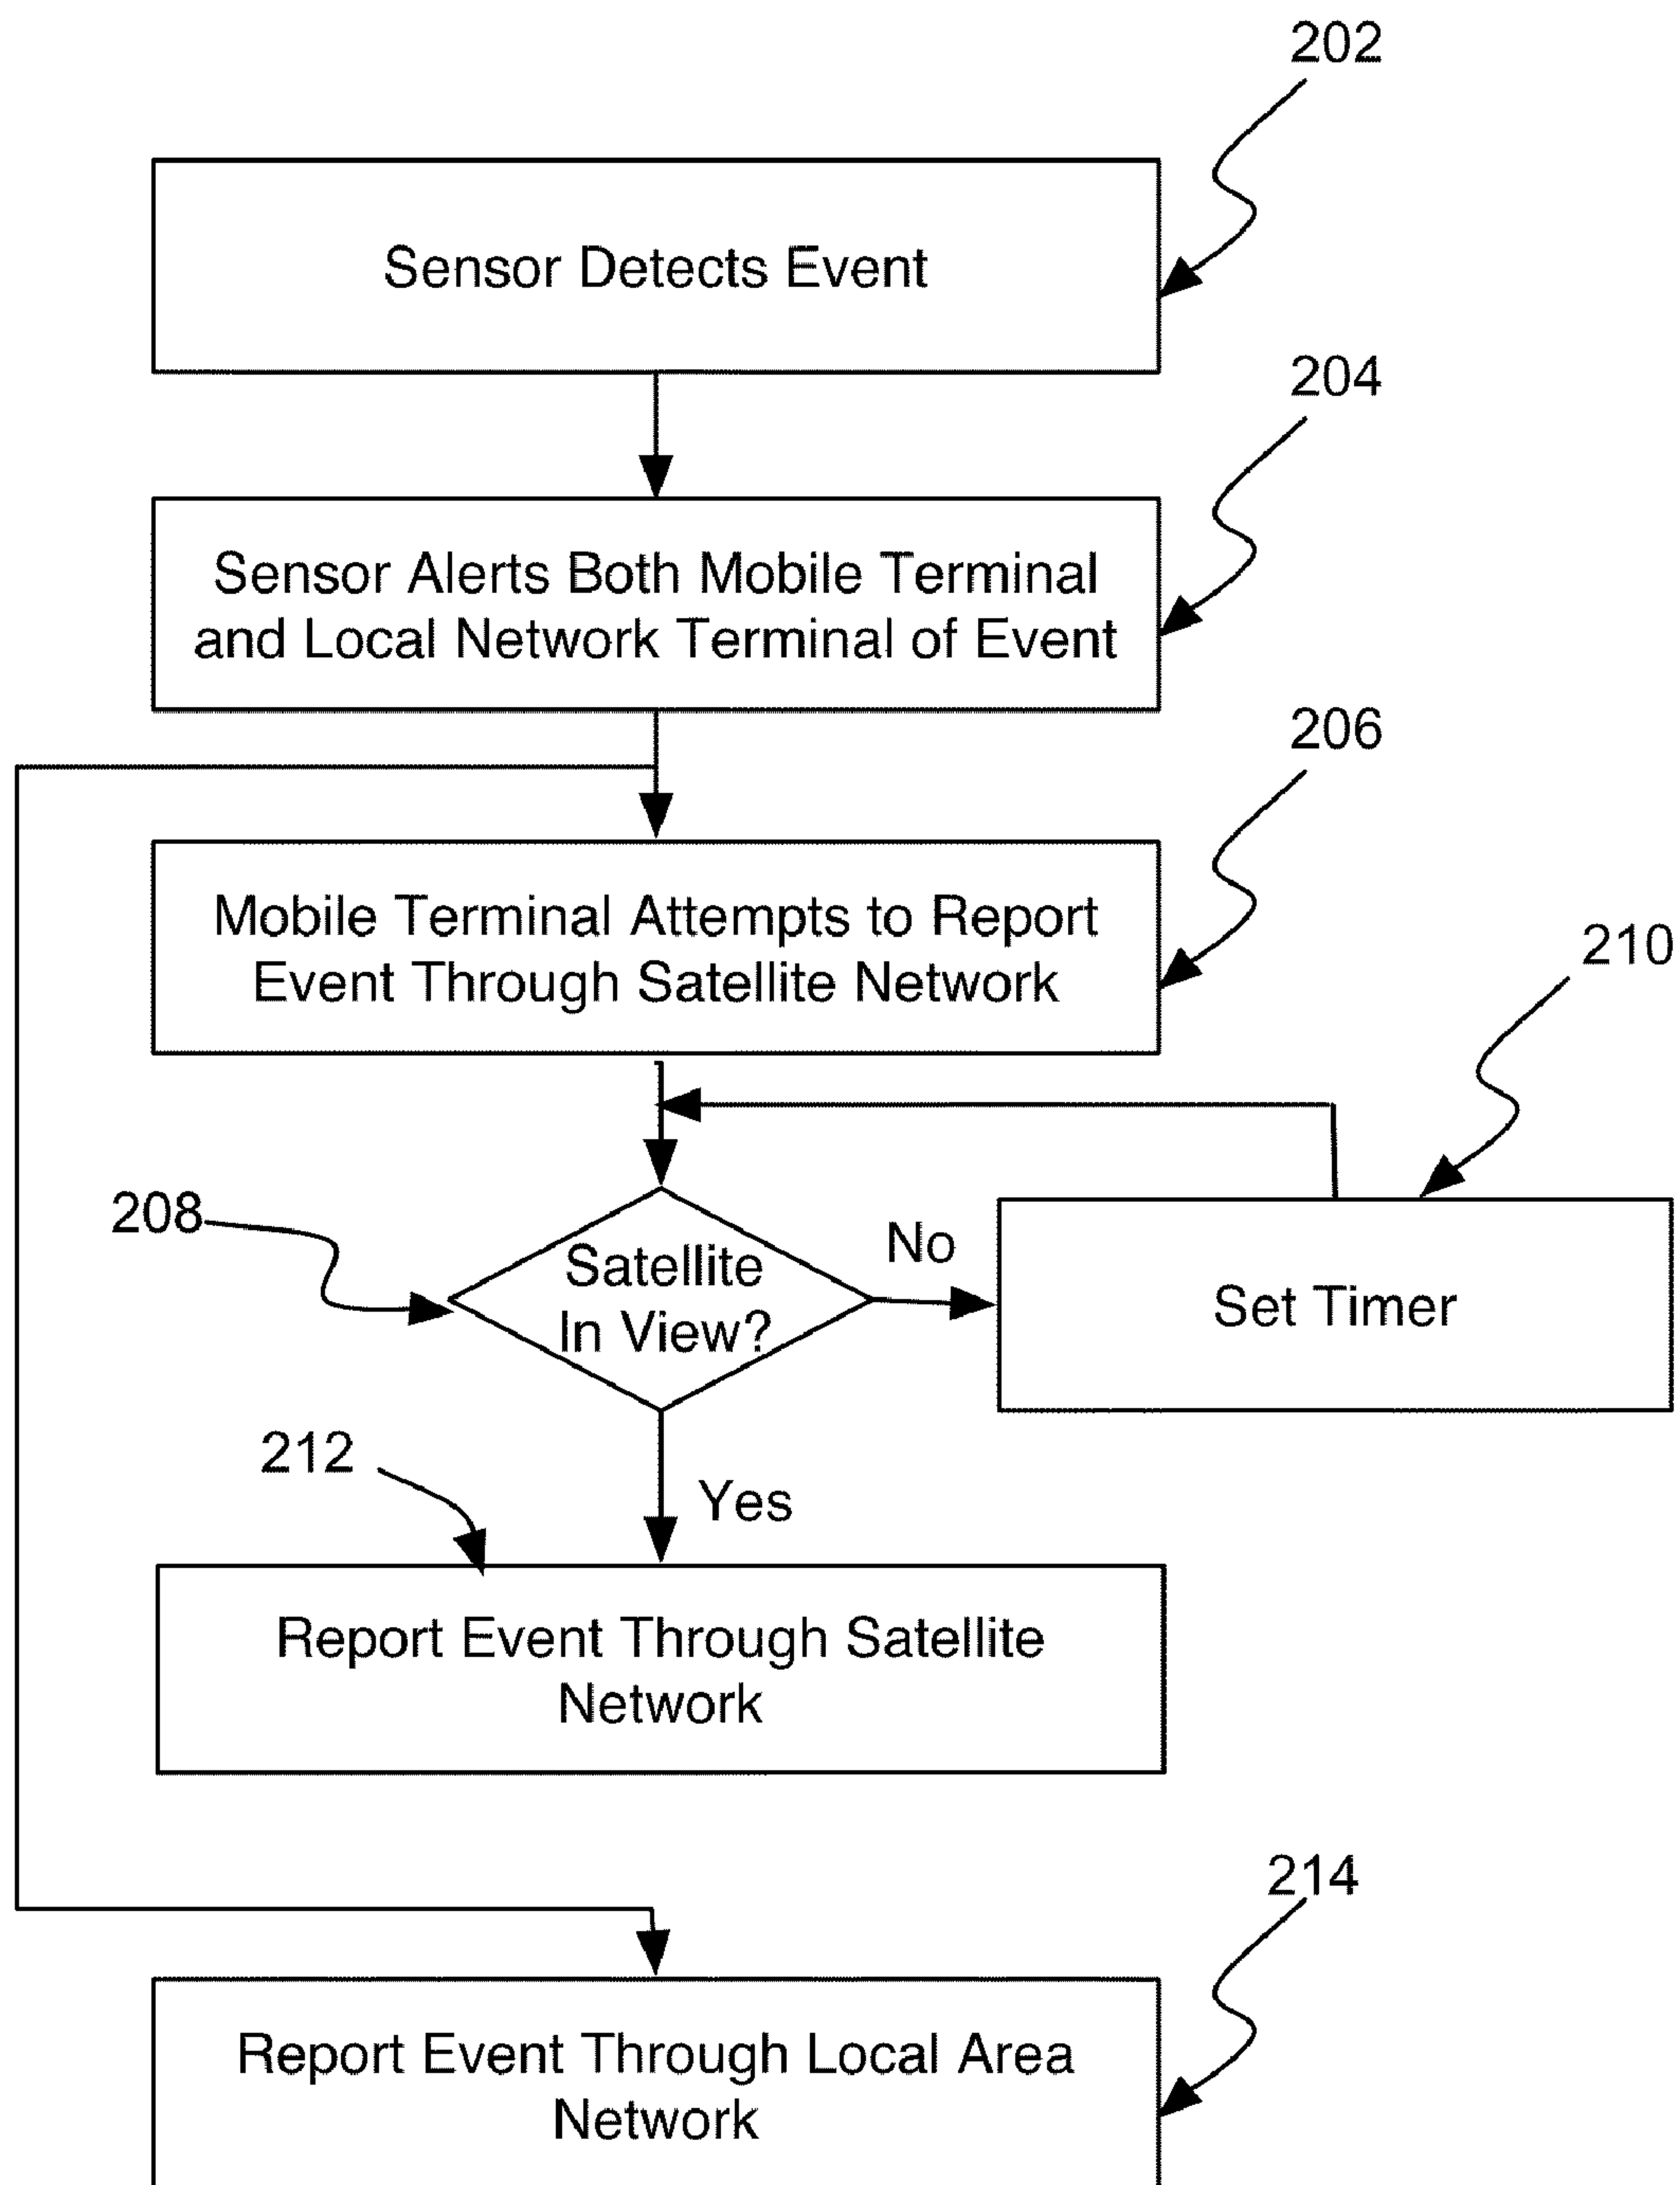 202
Sensor Detects Event
204
Sensor Alerts Both Mobile Terminal
and Local Network Terminal of Event
206
Mobile Terminal Attempts to Report
Event Through Satellite Network
210
208
Satellite
In View?
No
Set Timer
212
Yes
Report Event Through Satellite
Network
214
Report Event Through Local Area
Network